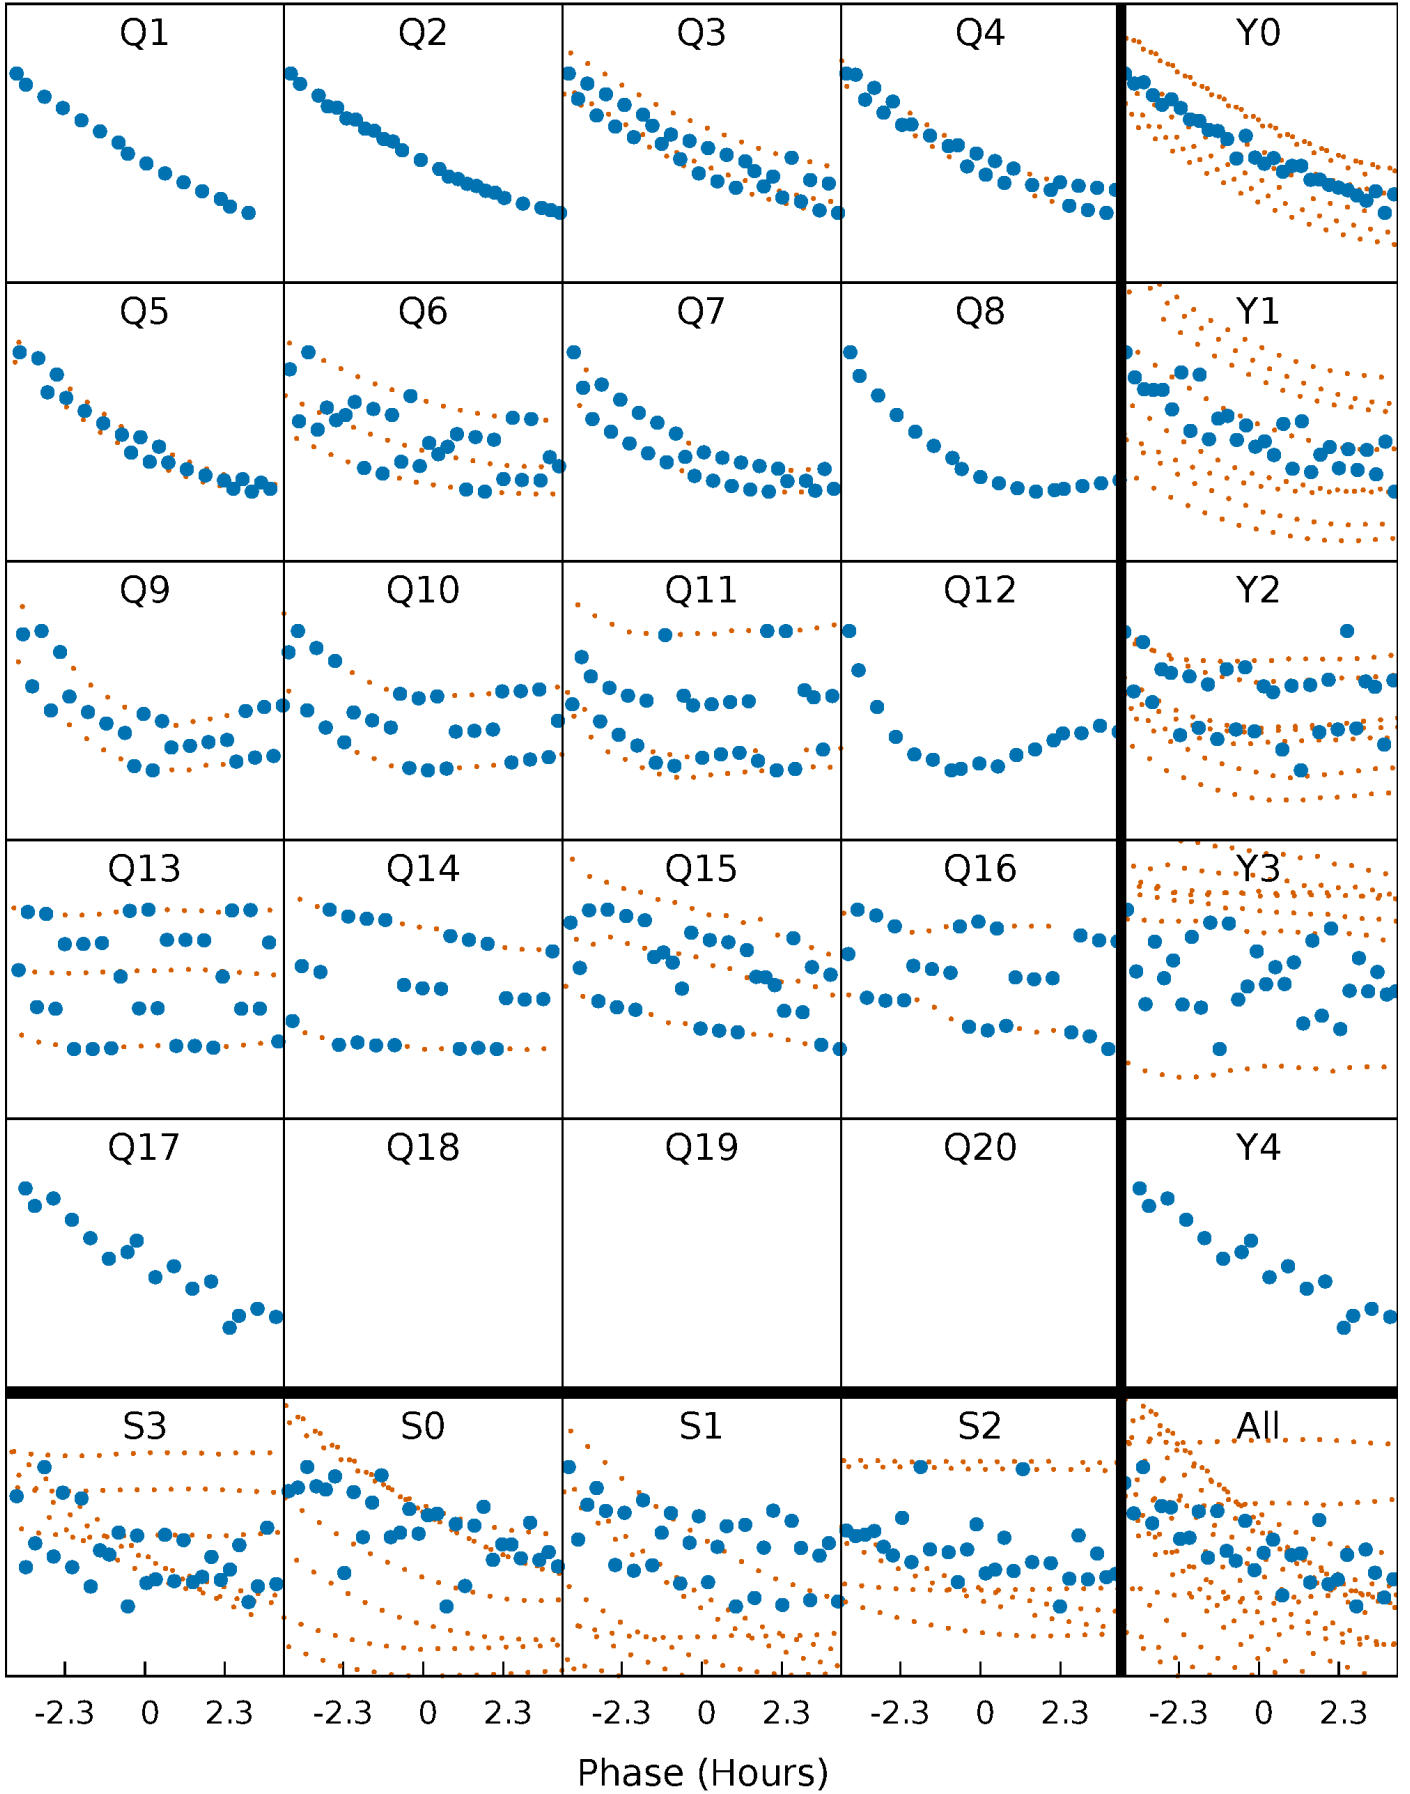 Q1 Q2 Q3 Q4 Y0
Q5 Q6 Q7 Q8 Y1
Q9 Q10 Q11 Q12 Y2
Q13 Q14 Q15 Q16 Y3
Q17 Q18 Q19 Q20 Y4
S3 S0 S1 S2 All
-2.3 0 2.3 -2.3 0 2.3 -2.3 0 2.3 -2.3 0 2.3 -2.3 0 2.3
Phase (Hours)